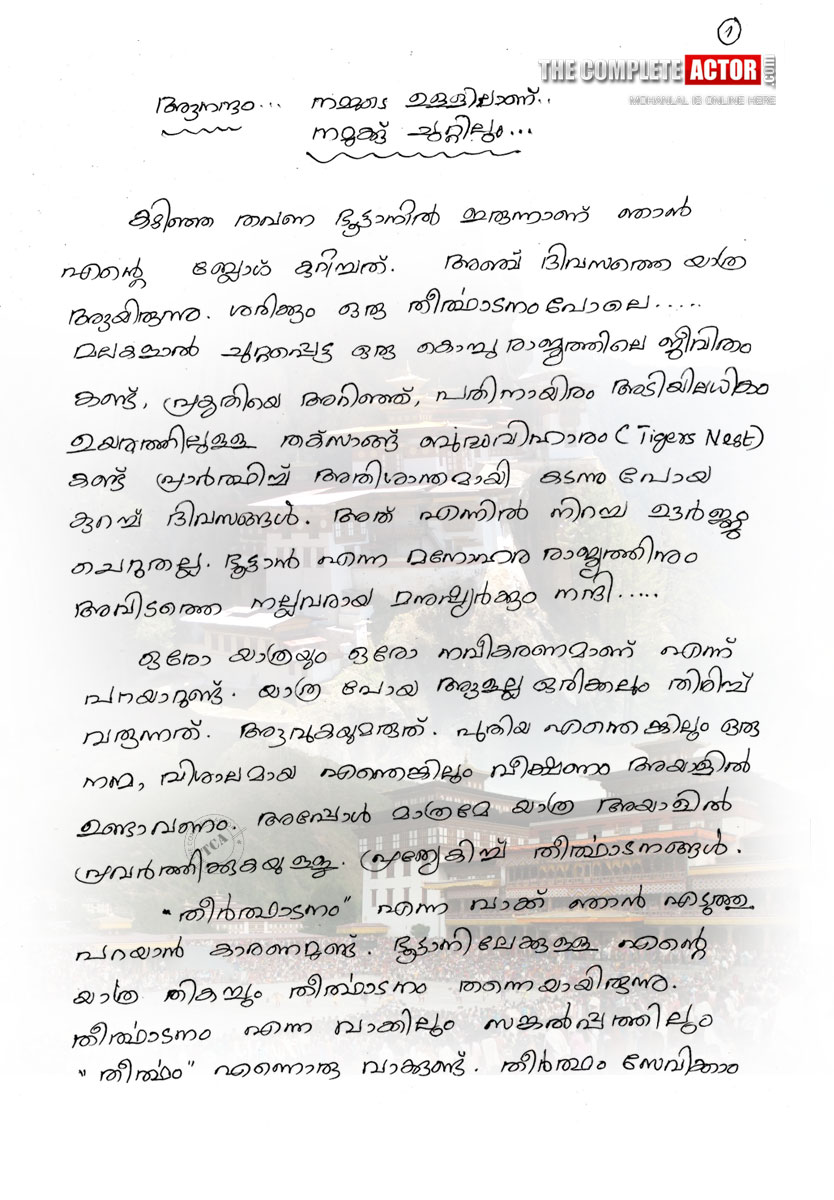 1
THE COMPLETE ACTOR.com
MOHANLAL IS ONLINE HERE
ആനന്ദം... നമ്മുടെ ഉള്ളിലാണ്..
നമുക്ക് ചുറ്റിലും...
കഴിഞ്ഞ തവണ ഭൂട്ടാനിൽ ഇരുന്നാണ് ഞാൻ
എന്റെ ബ്ലോഗ് കുറിച്ചത്. അഞ്ച് ദിവസത്തെ യാത്ര
ആയിരുന്നു. ശരിക്കും ഒരു തീർത്ഥാടനം പോലെ.....
മലകളാൽ ചുറ്റപ്പെട്ട ഒരു കൊച്ചു രാജ്യത്തിലെ ജീവിതം
കണ്ട്, പ്രകൃതിയെ അറിഞ്ഞ്, പതിനായിരം അടിയിലധികം
ഉയരത്തിലുള്ള തക്സാങ്ങ് ബുദ്ധവിഹാരം (Tigers Nest)
കണ്ട് പ്രാർത്ഥിച്ച് അതിശാന്തമായി കടന്നു പോയ
കുറച്ച് ദിവസങ്ങൾ. അത് എന്നിൽ നിറച്ച ഊർജ്ജം
ചെറുതല്ല. ഭൂട്ടാൻ എന്ന മനോഹര രാജ്യത്തിനും
അവിടത്തെ നല്ലവരായ മനുഷ്യർക്കും നന്ദി.....
ഒരോ യാത്രയും ഒരോ നവീകരണമാണ് എന്ന്
പറയാറുണ്ട്. യാത്ര പോയ ആളല്ല ഒരിക്കലും തിരിച്ച്
വരുന്നത്. ആവുകയുമരുത്. പുതിയ എന്തെങ്കിലും ഒരു
നന്മ, വിശാലമായ എന്തെങ്കിലും വീക്ഷണം അയാളിൽ
ഉണ്ടാവണം. അപ്പോൾ മാത്രമേ യാത്ര അയാളിൽ
പ്രവർത്തിക്കുകയുള്ളൂ. പ്രത്യേകിച്ച് തീർത്ഥാടനങ്ങൾ.
"തീർത്ഥാടനം" എന്ന വാക്ക് ഞാൻ എടുത്തു
പറയാൻ കാരണമുണ്ട്. ഭൂട്ടാനിലേക്കുള്ള എന്റെ
യാത്ര തികച്ചും തീർത്ഥാടനം തന്നെയായിരുന്നു.
തീർത്ഥാടനം എന്ന വാക്കിലും സങ്കൽപ്പത്തിലും
"തീർത്ഥം" എന്നൊരു വാക്കുണ്ട്. തീർത്ഥം സേവിക്കാം